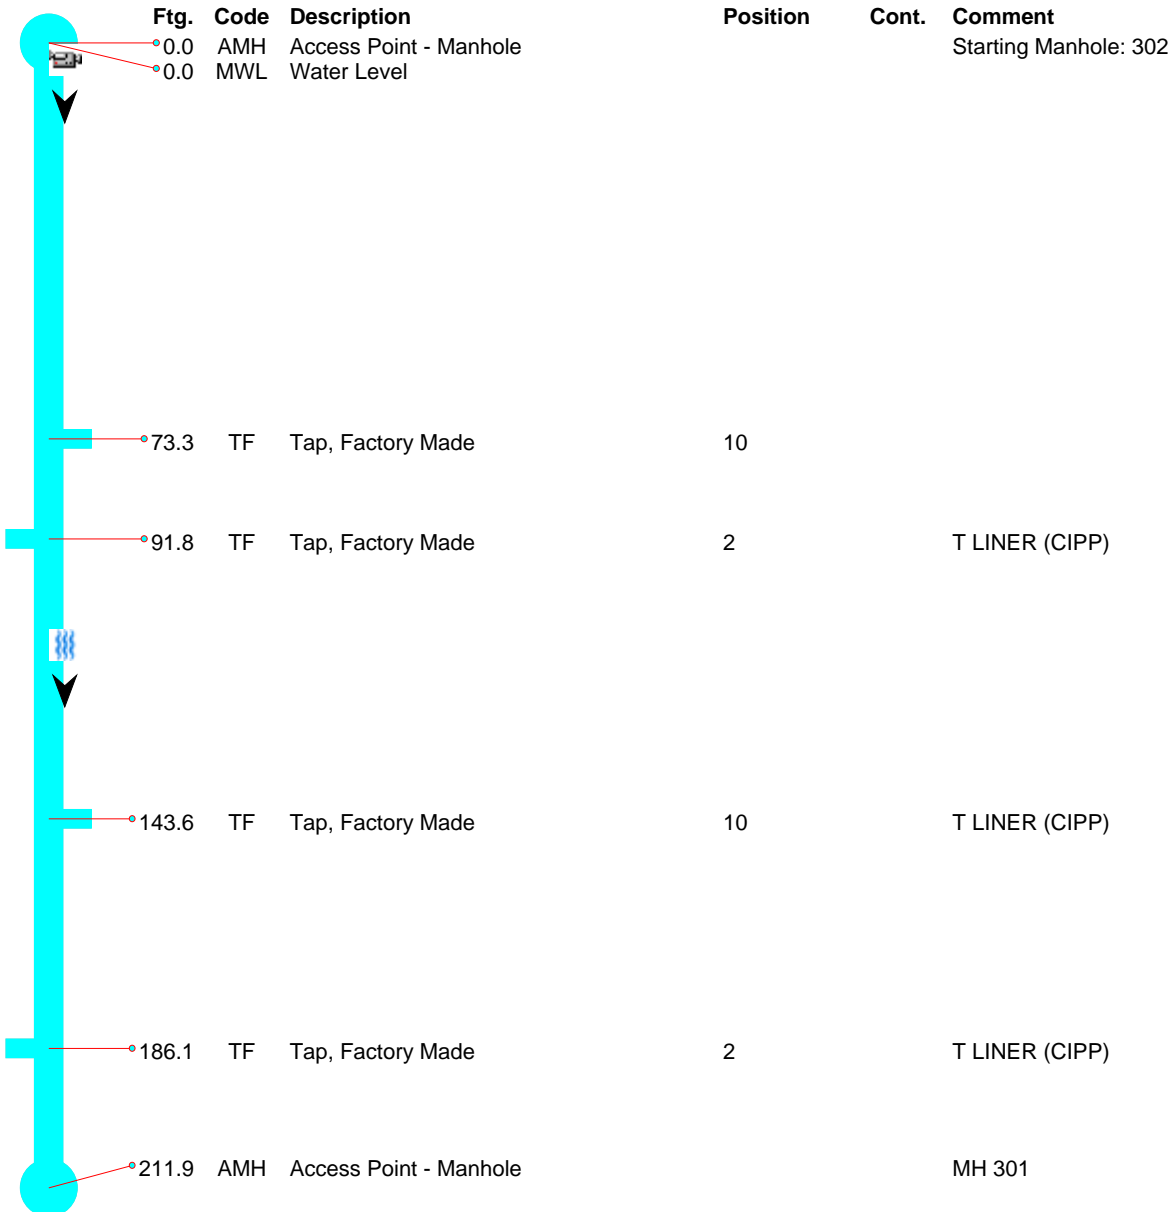 Ftg. Code Description Position Cont. Comment
0.0 AMH Access Point - Manhole Starting Manhole: 302
0.0 MWL Water Level
73.3 TF Tap, Factory Made 10
91.8 TF Tap, Factory Made 2 T LINER (CIPP)
143.6 TF Tap, Factory Made 10 T LINER (CIPP)
186.1 TF Tap, Factory Made 2 T LINER (CIPP)
211.9 AMH Access Point - Manhole MH 301